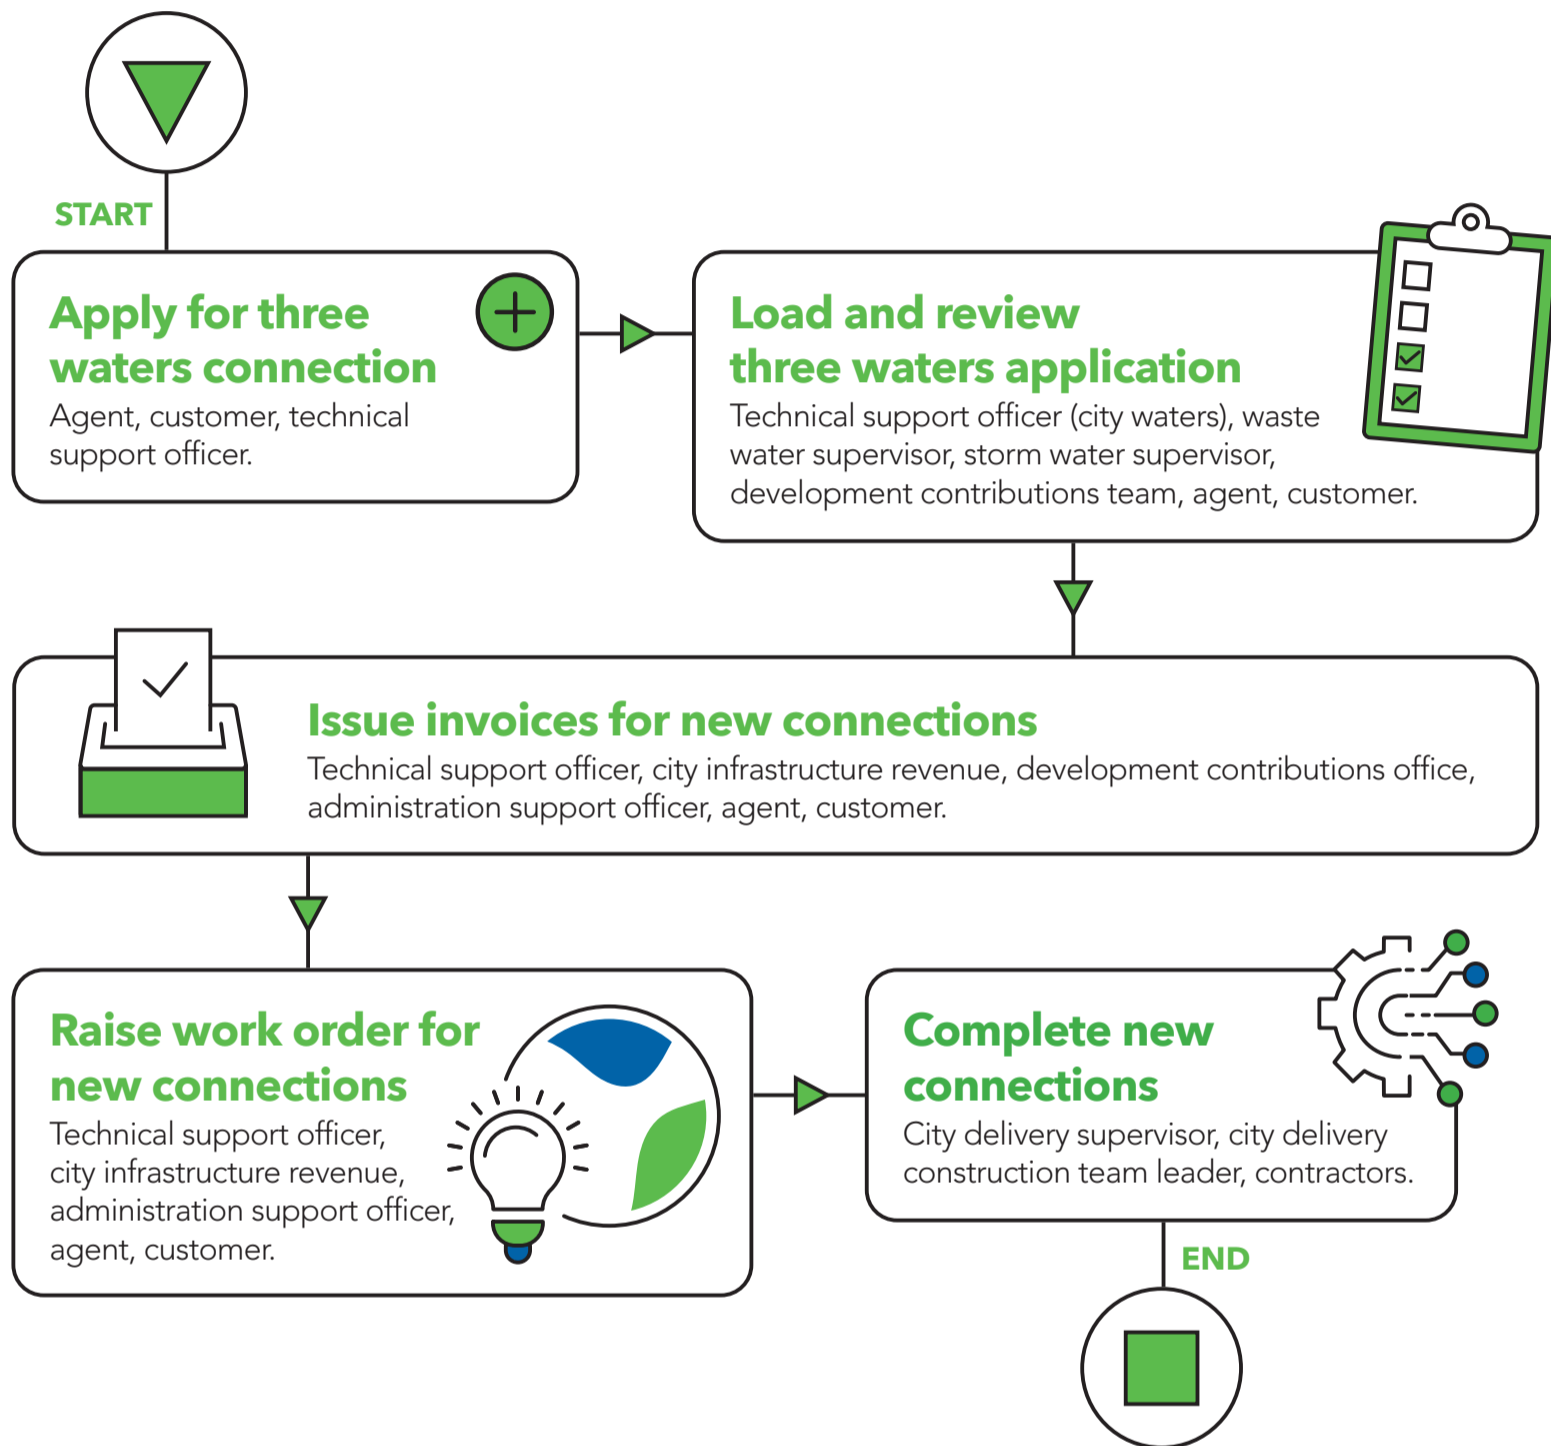 START
Apply for three
waters connection
Agent, customer, technical
support officer.
Load and review
three waters application
Technical support officer (city waters), waste
water supervisor, storm water supervisor,
development contributions team, agent, customer.
Issue invoices for new connections
Technical support officer, city infrastructure revenue, development contributions office,
administration support officer, agent, customer.
Raise work order for
new connections
Technical support officer,
city infrastructure revenue,
administration support officer,
agent, customer.
Complete new
connections
City delivery supervisor, city delivery
construction team leader, contractors.
END